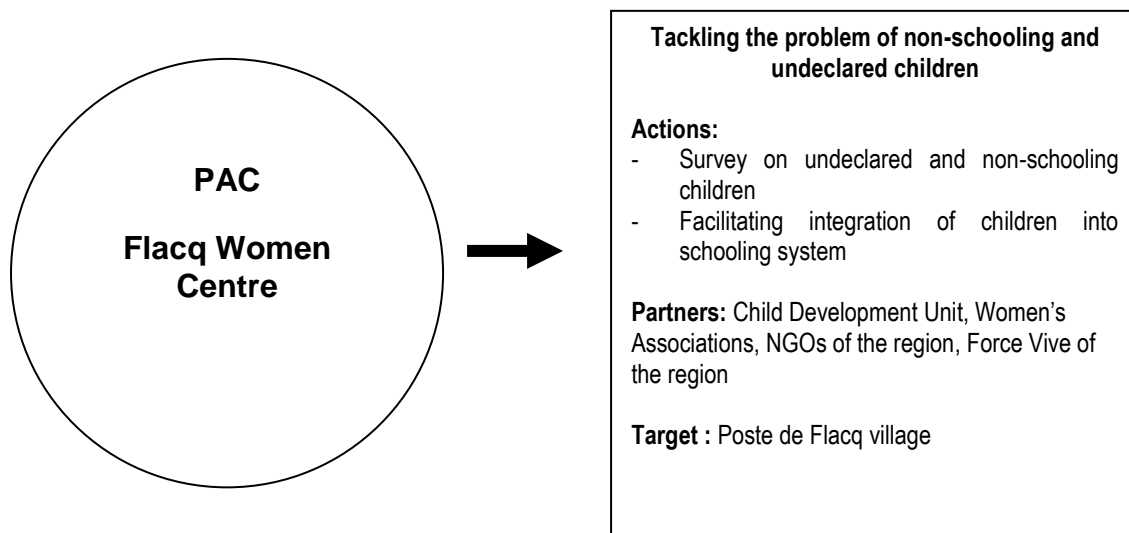 PAC
Flacq Women
Centre
Tackling the problem of non-schooling and
undeclared children
Actions:
- Survey on undeclared and non-schooling
children
- Facilitating integration of children into
schooling system
Partners: Child Development Unit, Women’s
Associations, NGOs of the region, Force Vive of
the region
Target : Poste de Flacq village